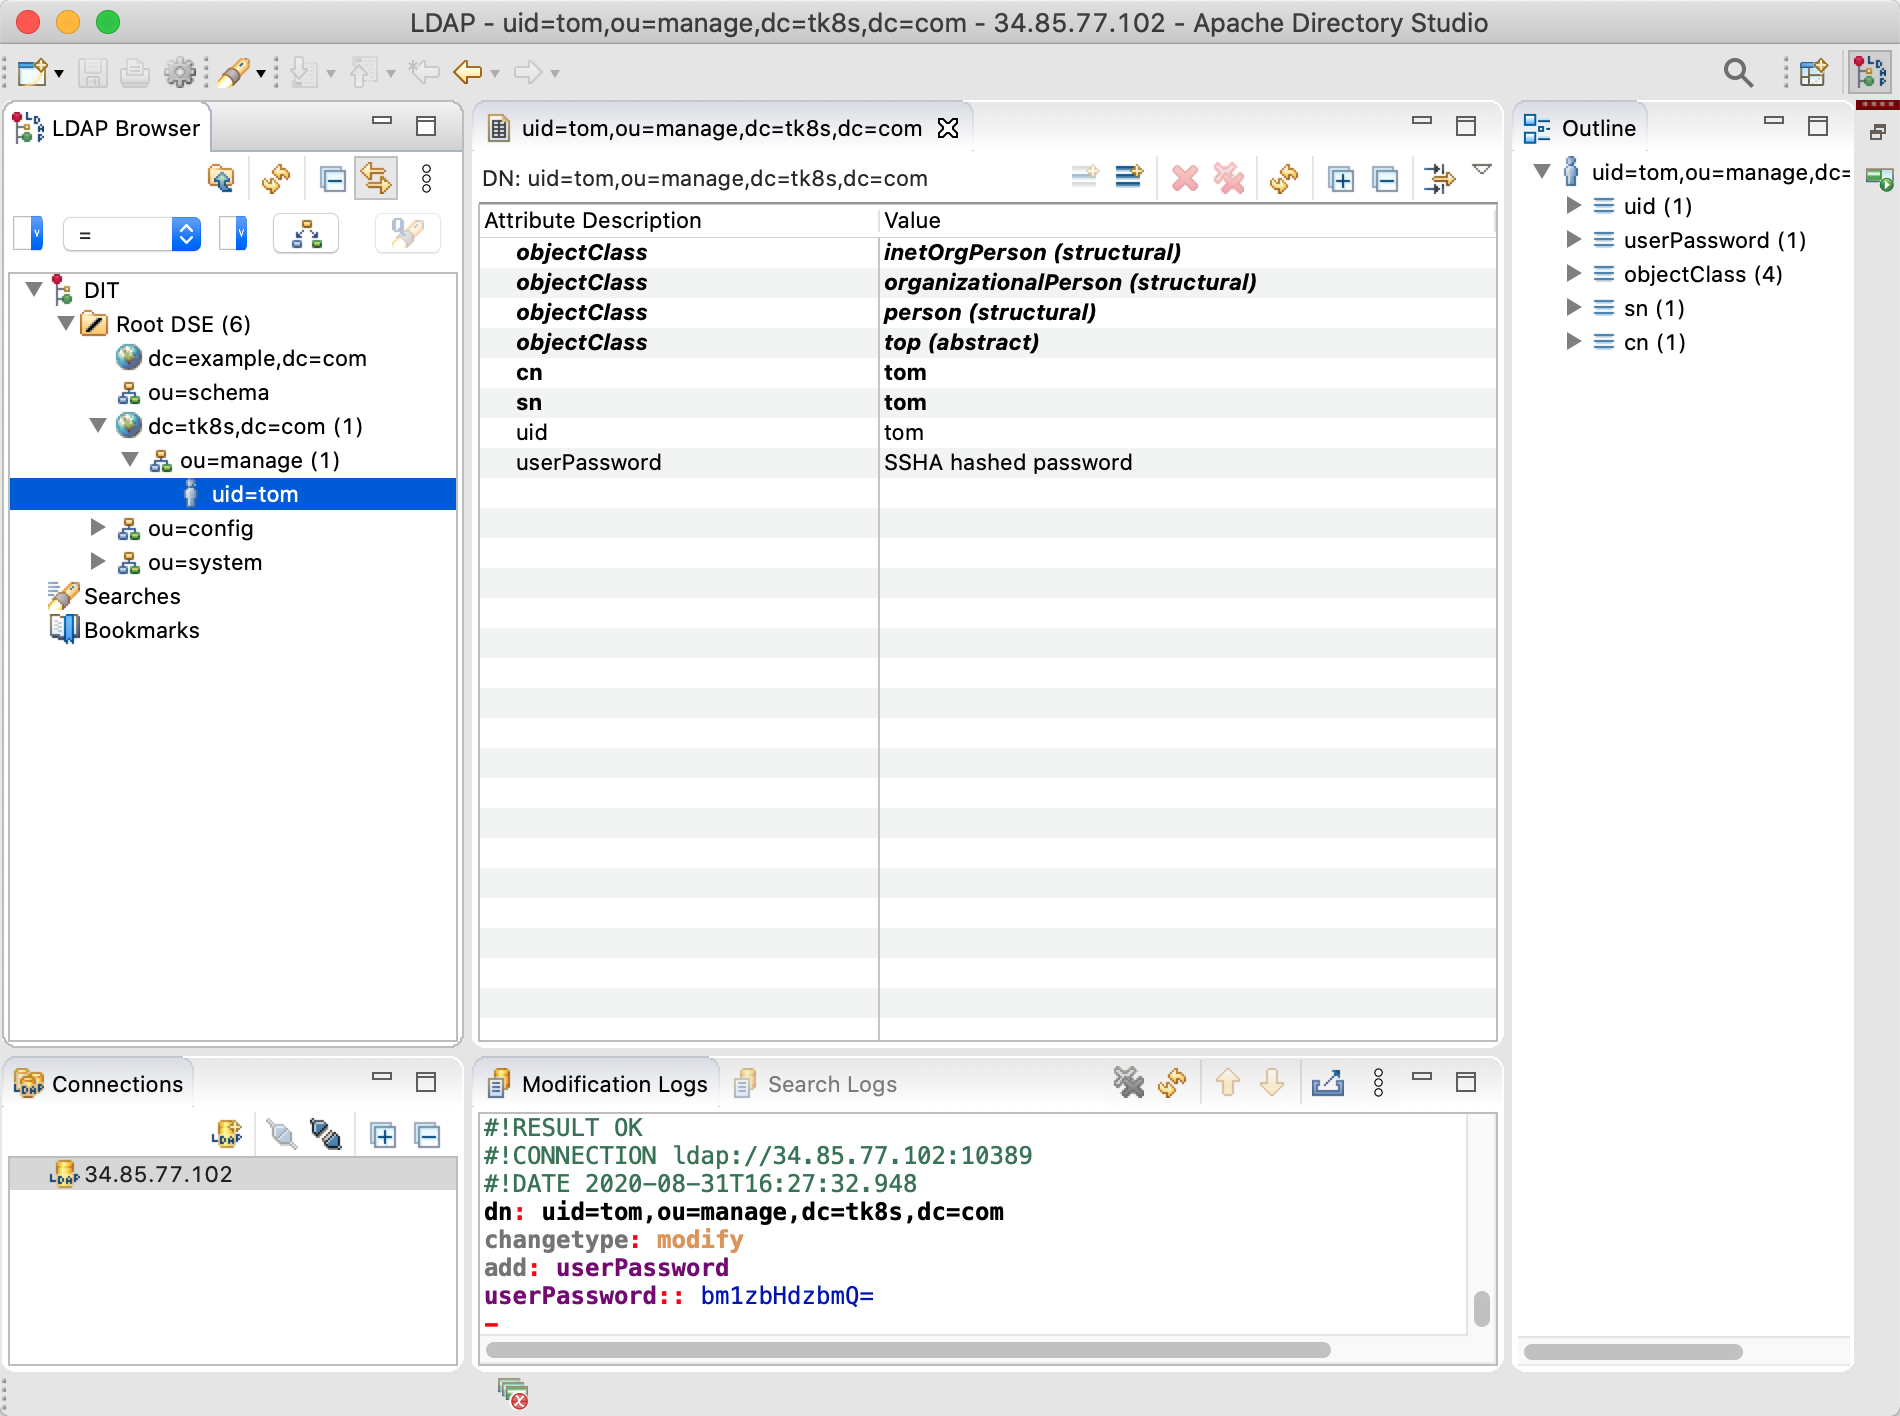 LDAP - uid=tom,ou=manage,dc=tk8s,dc=com - 34.85.77.102 - Apache Directory Studio
LDAP Browser
=
DIT
Root DSE (6)
dc=example,dc=com
ou=schema
dc=tk8s,dc=com (1)
ou=manage (1)
uid=tom
ou=config
ou=system
Searches
Bookmarks
uid=tom,ou=manage,dc=tk8s,dc=com
DN: uid=tom,ou=manage,dc=tk8s,dc=com
Attribute Description Value
objectClass inetOrgPerson (structural)
objectClass organizationalPerson (structural)
objectClass person (structural)
objectClass top (abstract)
cn tom
sn tom
uid tom
userPassword SSHA hashed password
Outline
uid=tom,ou=manage,dc=
uid (1)
userPassword (1)
objectClass (4)
sn (1)
cn (1)
Connections
LDAP
34.85.77.102
Modification Logs
Search Logs
#!RESULT OK
#!CONNECTION ldap://34.85.77.102:10389
#!DATE 2020-08-31T16:27:32.948
dn: uid=tom,ou=manage,dc=tk8s,dc=com
changetype: modify
add: userPassword
userPassword:: bm1zbHdzbmQ=
-